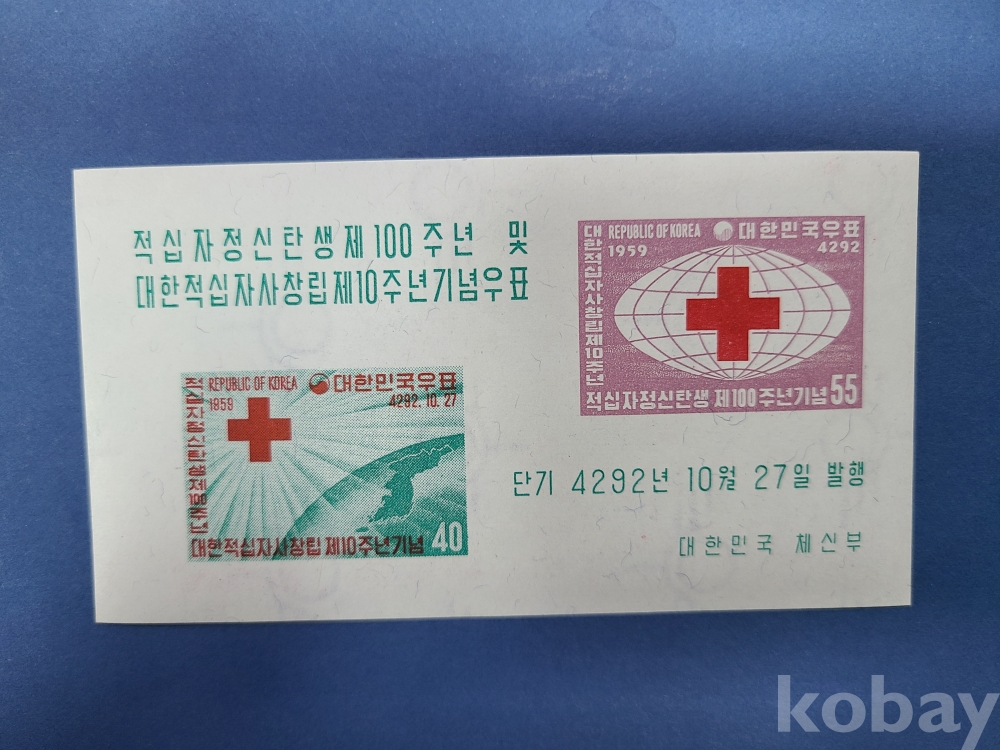 적십자정신탄생제100주년 및
대한적십자사창립제10주년기념우표
적십자정신탄생제100주년
REPUBLIC OF KOREA 대한민국우표
1859 4292.10.27
대한적십자사창립제10주년기념 40
대한적십자사창립제10주년
REPUBLIC OF KOREA 대한민국우표
1959 4292
적십자정신탄생 제100주년기념 55
단기 4292년 10월 27일 발행
대한민국 체신부
kobay